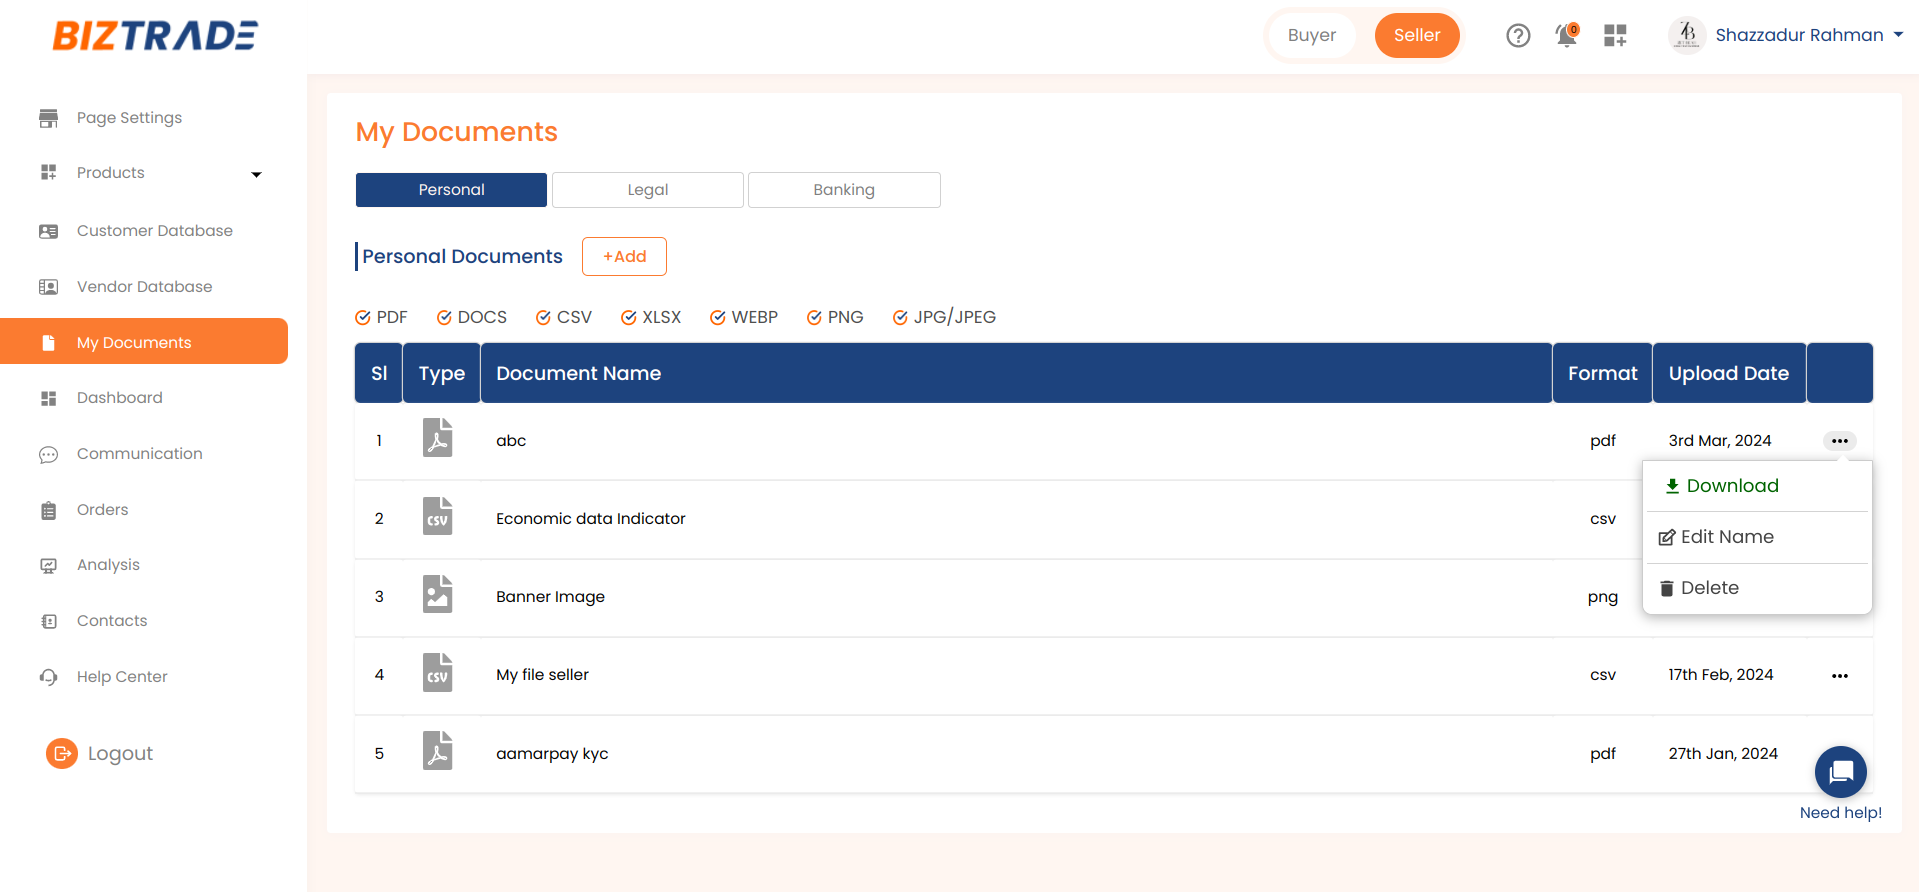 BIZTRADE
Buyer
Seller
0
Shazzadur Rahman
Page Settings
Products
Customer Database
Vendor Database
My Documents
Dashboard
Communication
Orders
Analysis
Contacts
Help Center
Logout
My Documents
Personal Legal Banking
Personal Documents +Add
PDF DOCS CSV XLSX WEBP PNG JPG/JPEG
Sl Type Document Name Format Upload Date
1 abc pdf 3rd Mar, 2024
2 CSV Economic data Indicator csv
3 Banner Image png
4 CSV My file seller csv 17th Feb, 2024
5 aamarpay kyc pdf 27th Jan, 2024
Download
Edit Name
Delete
Need help!